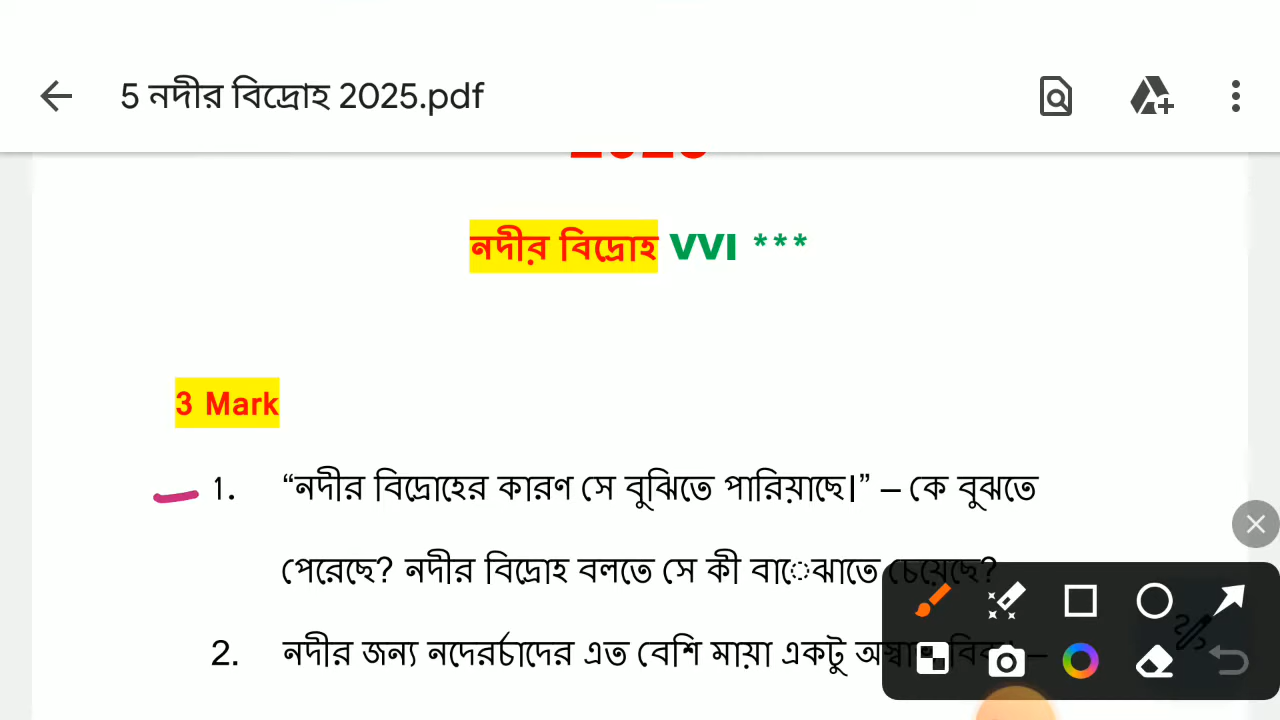 5 নদীর বিদ্রোহ 2025.pdf
নদীর বিদ্রোহ VVI ***
3 Mark
1. “নদীর বিদ্রোহের কারণ সে বুঝিতে পারিয়াছে।” – কে বুঝতে
পেরেছে? নদীর বিদ্রোহ বলতে সে কী বােঝাতে চেয়েছে?
2. নদীর জন্য নদেরচাঁদের এত বেশি মায়া একটু